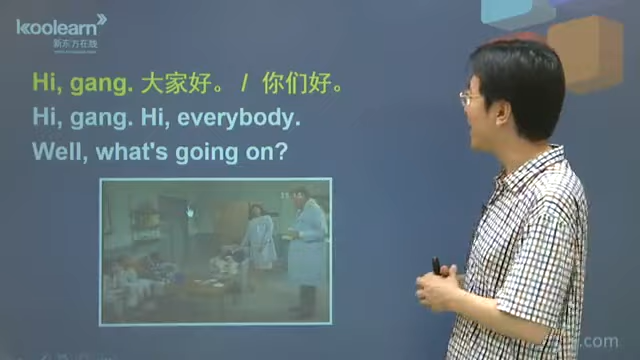 koolearn
新东方在线
Hi, gang. 大家好。 / 你们好。
Hi, gang. Hi, everybody.
Well, what's going on?
.com